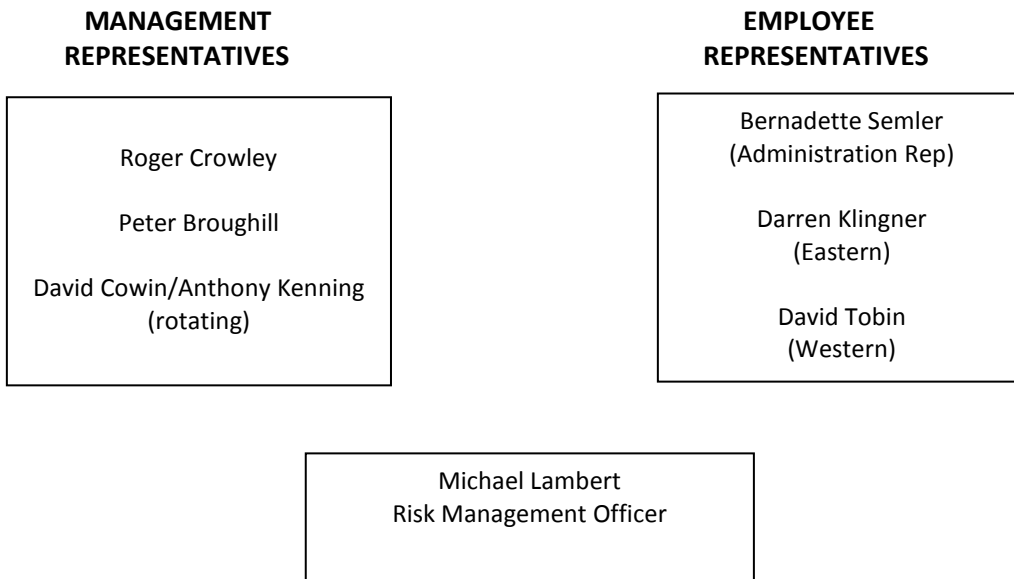 MANAGEMENT
REPRESENTATIVES
Roger Crowley
Peter Broughill
David Cowin/Anthony Kenning
(rotating)
EMPLOYEE
REPRESENTATIVES
Bernadette Semler
(Administration Rep)
Darren Klingner
(Eastern)
David Tobin
(Western)
Michael Lambert
Risk Management Officer